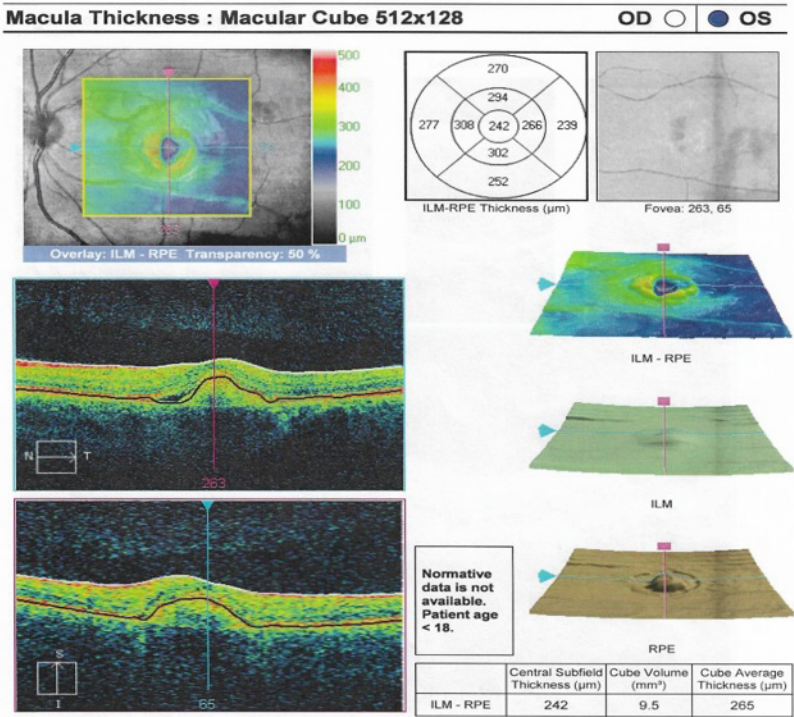 Macula Thickness : Macular Cube 512x128
OD OS
500
400
300
200
100
0 µm
Overlay: ILM - RPE Transparency: 50 %
270
294
277 308 242 266 239
302
252
ILM-RPE Thickness (µm)
Fovea: 263, 65
ILM - RPE
N T
263
ILM
S
I
65
Normative
data is not
available.
Patient age
< 18.
RPE
Central Subfield Thickness (µm) Cube Volume (mm³) Cube Average Thickness (µm)
ILM - RPE 242 9.5 265